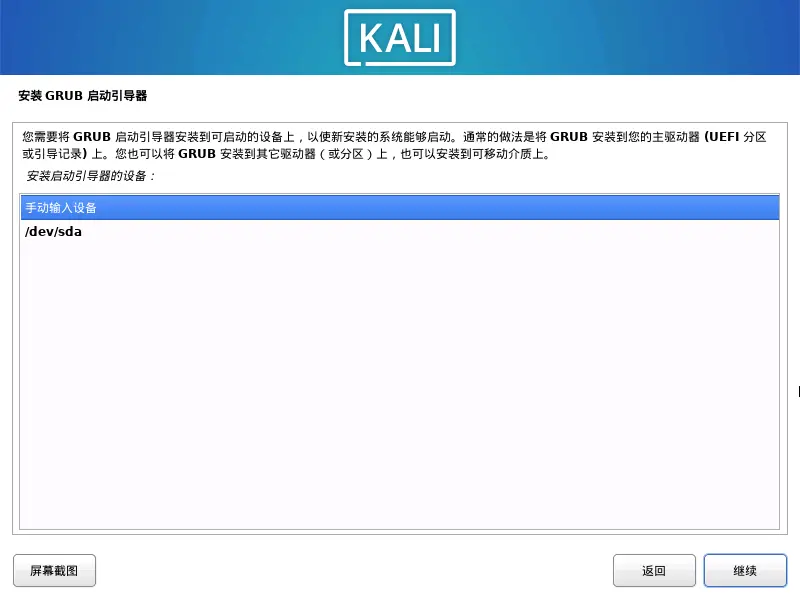 KALI
安装 GRUB 启动引导器
您需要将 GRUB 启动引导器安装到可启动的设备上，以使新安装的系统能够启动。通常的做法是将 GRUB 安装到您的主驱动器 (UEFI 分区
或引导记录) 上。您也可以将 GRUB 安装到其它驱动器（或分区）上，也可以安装到可移动介质上。
安装启动引导器的设备：
手动输入设备
/dev/sda
屏幕截图
返回
继续